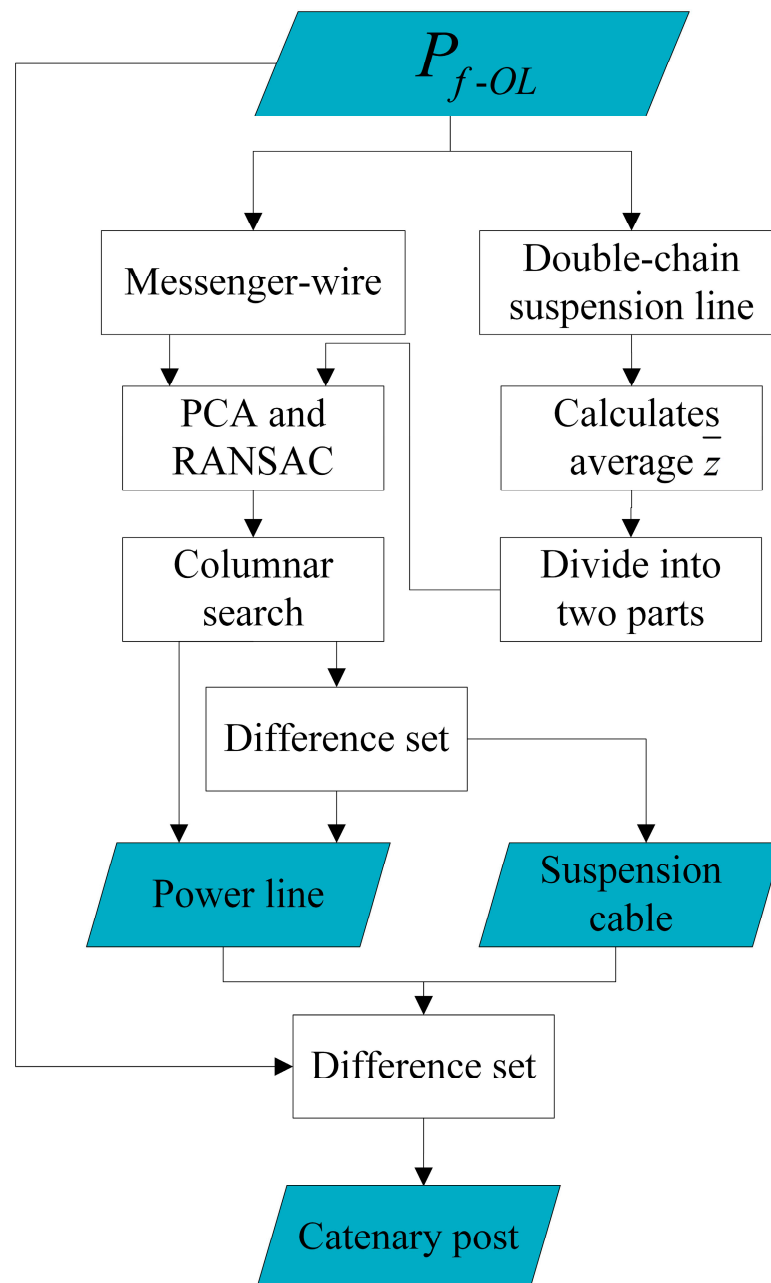 P_{f-OL}
Messenger-wire
Double-chain
suspension line
PCA and
RANSAC
Calculates
average z̅
Columnar
search
Divide into
two parts
Difference set
Power line
Suspension
cable
Difference set
Catenary post